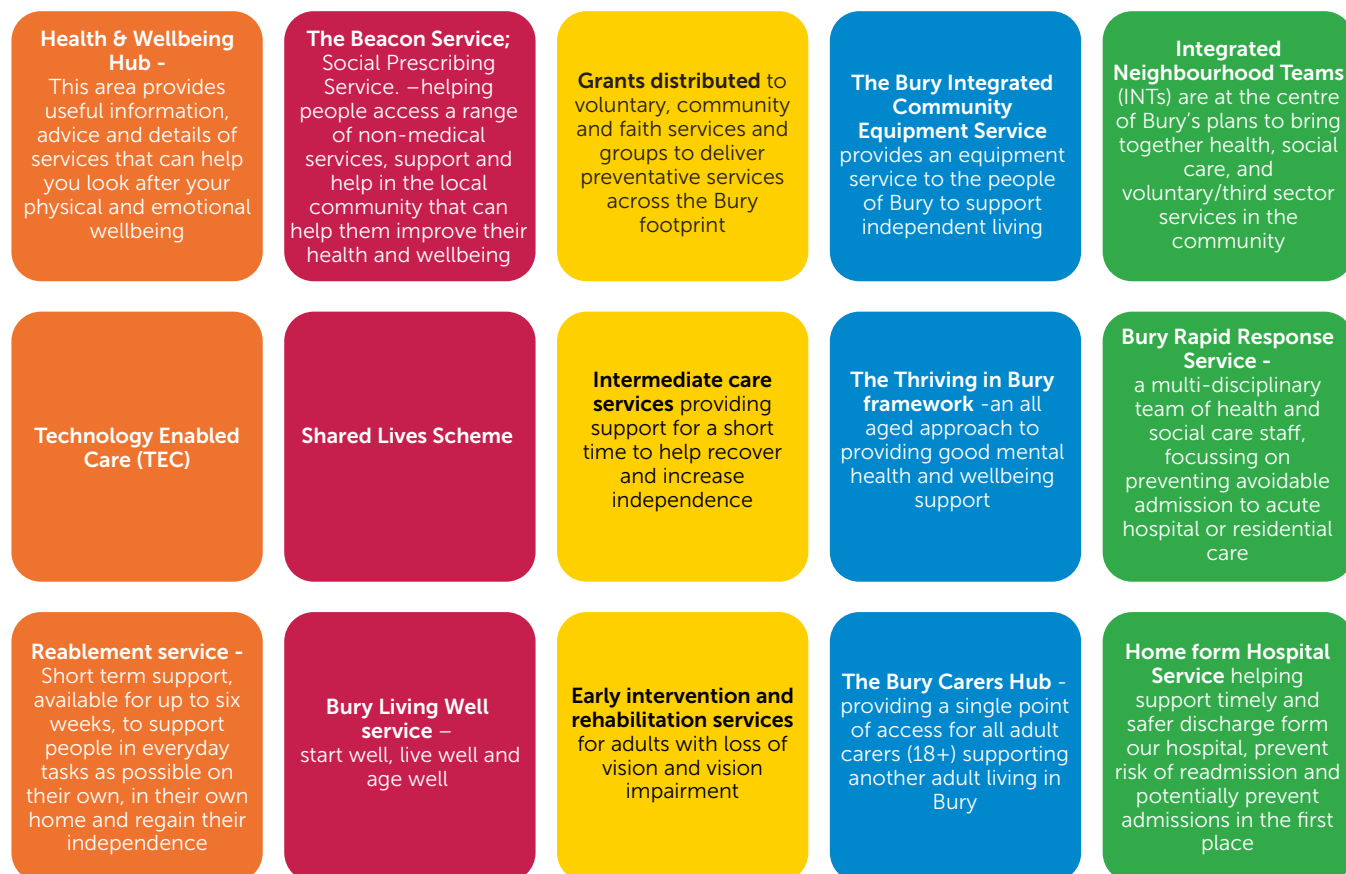 Health & Wellbeing
Hub -
This area provides
useful information,
advice and details of
services that can help
you look after your
physical and emotional
wellbeing
The Beacon Service;
Social Prescribing
Service. –helping
people access a range
of non-medical
services, support and
help in the local
community that can
help them improve their
health and wellbeing
Grants distributed to
voluntary, community
and faith services and
groups to deliver
preventative services
across the Bury
footprint
The Bury Integrated
Community
Equipment Service
provides an equipment
service to the people
of Bury to support
independent living
Integrated
Neighbourhood Teams
(INTs) are at the centre
of Bury’s plans to bring
together health, social
care, and
voluntary/third sector
services in the
community
Technology Enabled
Care (TEC)
Shared Lives Scheme
Intermediate care
services providing
support for a short
time to help recover
and increase
independence
The Thriving in Bury
framework -an all
aged approach to
providing good mental
health and wellbeing
support
Bury Rapid Response
Service -
a multi-disciplinary
team of health and
social care staff,
focussing on
preventing avoidable
admission to acute
hospital or residential
care
Reablement service -
Short term support,
available for up to six
weeks, to support
people in everyday
tasks as possible on
their own, in their own
home and regain their
independence
Bury Living Well
service –
start well, live well and
age well
Early intervention and
rehabilitation services
for adults with loss of
vision and vision
impairment
The Bury Carers Hub -
providing a single point
of access for all adult
carers (18+) supporting
another adult living in
Bury
Home form Hospital
Service helping
support timely and
safer discharge form
our hospital, prevent
risk of readmission and
potentially prevent
admissions in the first
place